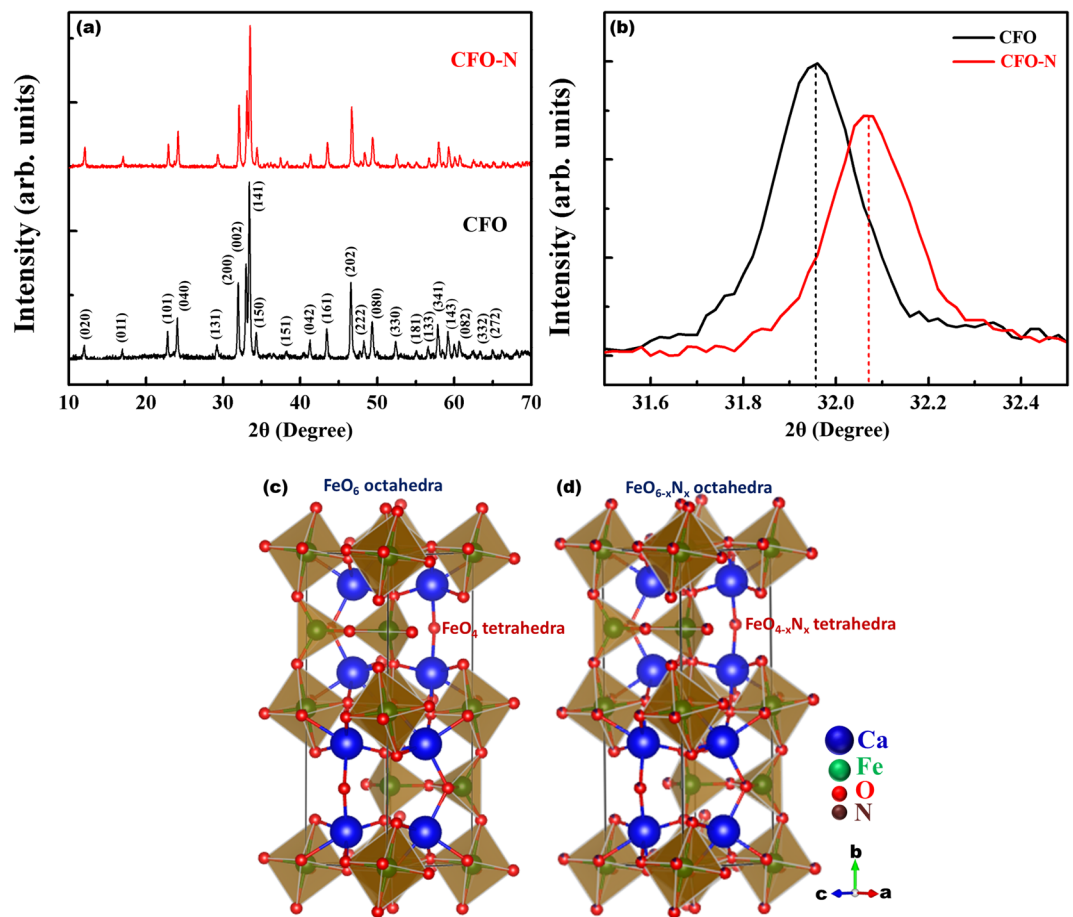 (a)
CFO-N
CFO
(020)
(011)
(101)
(040)
(131)
(200)
(002)
(141)
(150)
(151)
(042)
(161)
(202)
(222)
(080)
(330)
(181)
(133)
(341)
(143)
(082)
(332)
(272)
Intensity (arb. units)
10 20 30 40 50 60 70
2θ (Degree)
(b)
CFO
CFO-N
Intensity (arb. units)
31.6 31.8 32.0 32.2 32.4
2θ (Degree)
(c) FeO₆ octahedra
FeO₄ tetrahedra
(d) FeO₆₋ₓNₓ octahedra
FeO₄₋ₓNₓ tetrahedra
Ca
Fe
O
N
b
c a